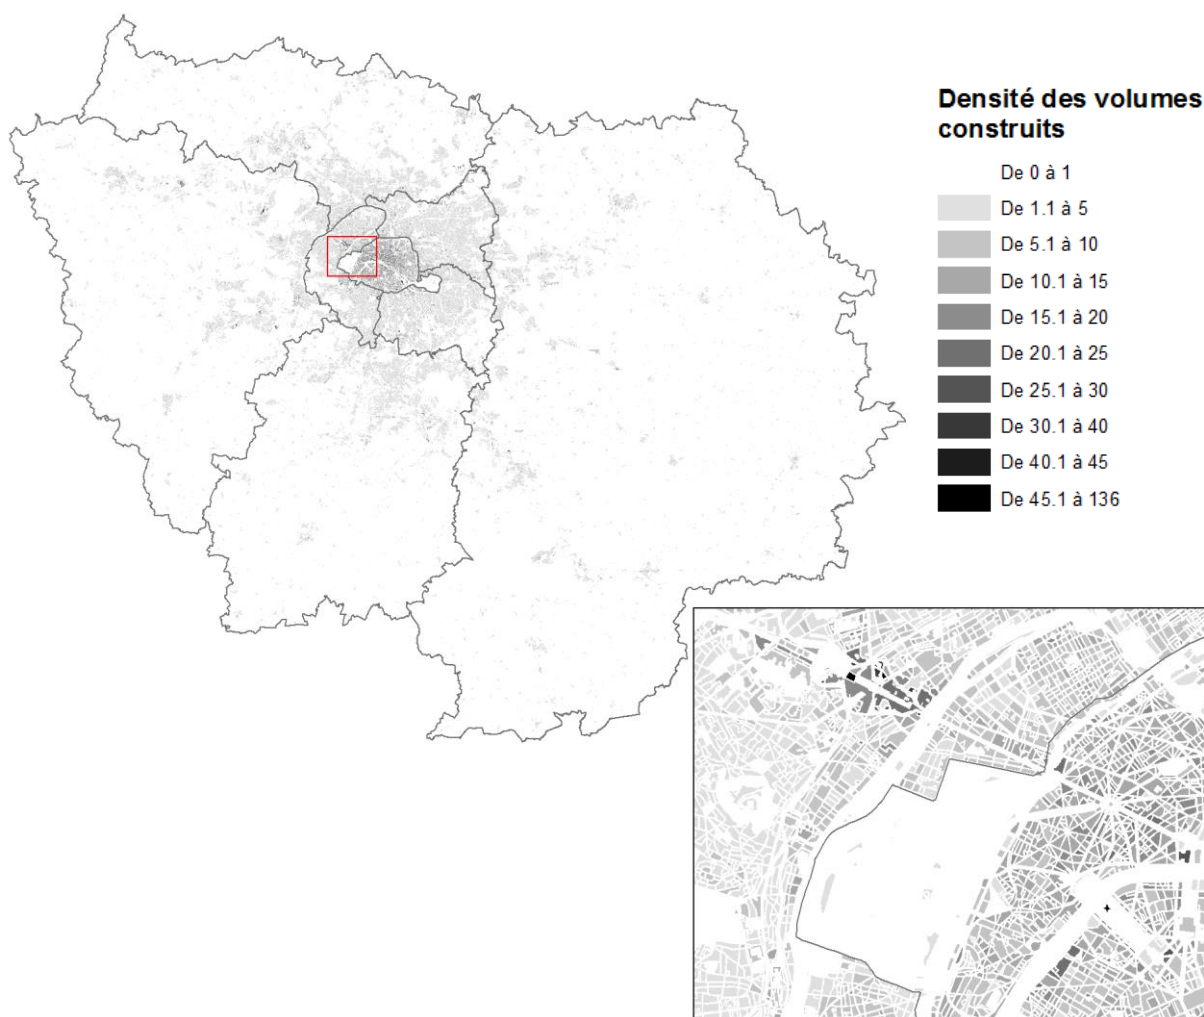 Densité des volumes
construits
De 0 à 1
De 1.1 à 5
De 5.1 à 10
De 10.1 à 15
De 15.1 à 20
De 20.1 à 25
De 25.1 à 30
De 30.1 à 40
De 40.1 à 45
De 45.1 à 136